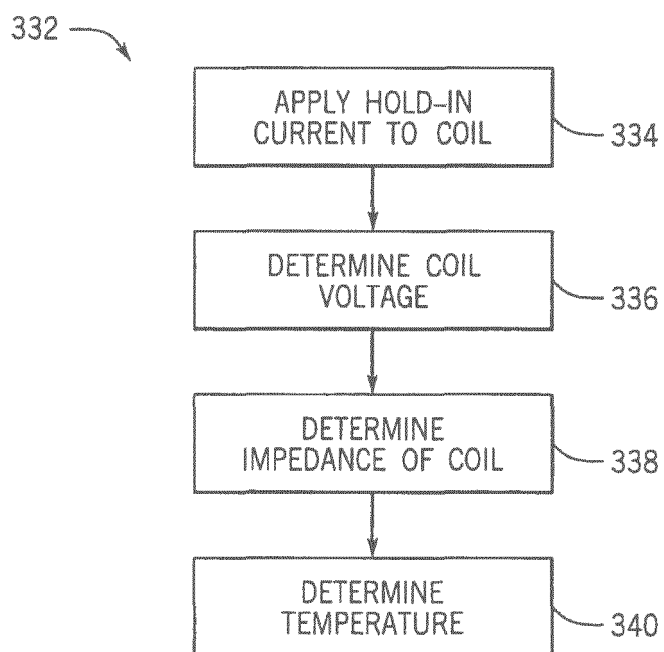 332
APPLY HOLD-IN
CURRENT TO COIL
334
DETERMINE COIL
VOLTAGE
336
DETERMINE
IMPEDANCE OF COIL
338
DETERMINE
TEMPERATURE
340